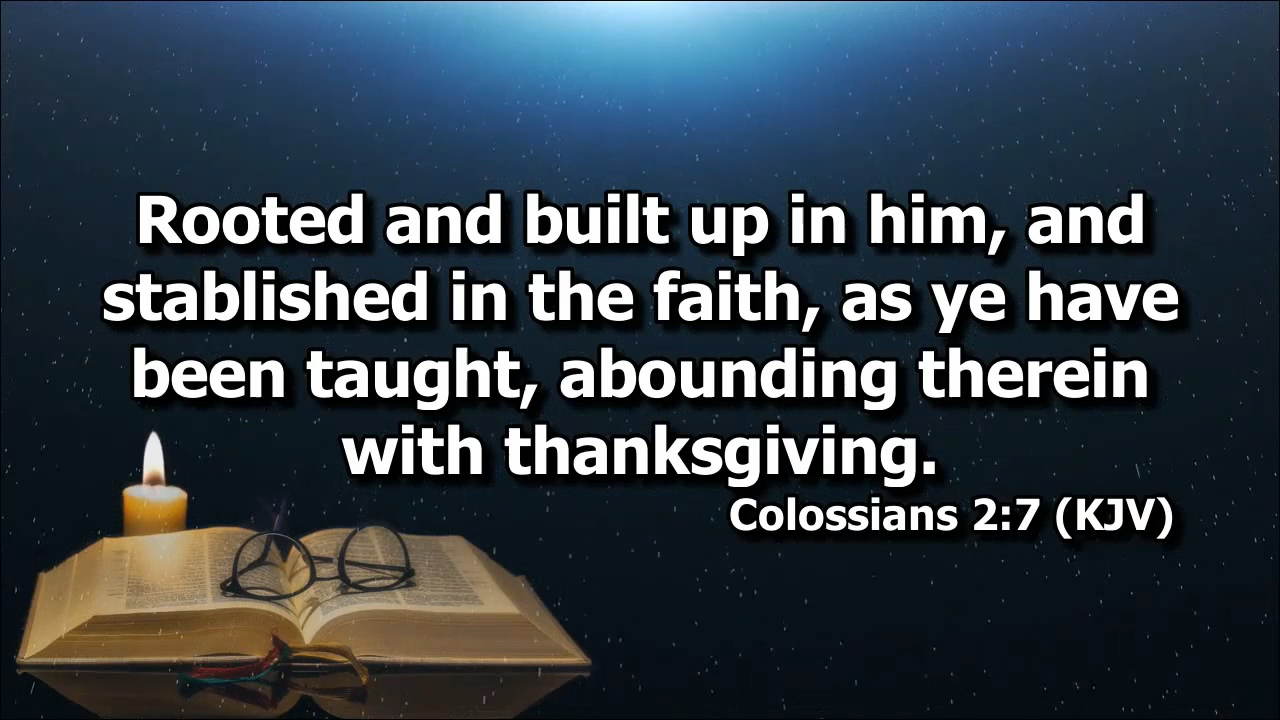 Rooted and built up in him, and
stablished in the faith, as ye have
been taught, abounding therein
with thanksgiving.
Colossians 2:7 (KJV)